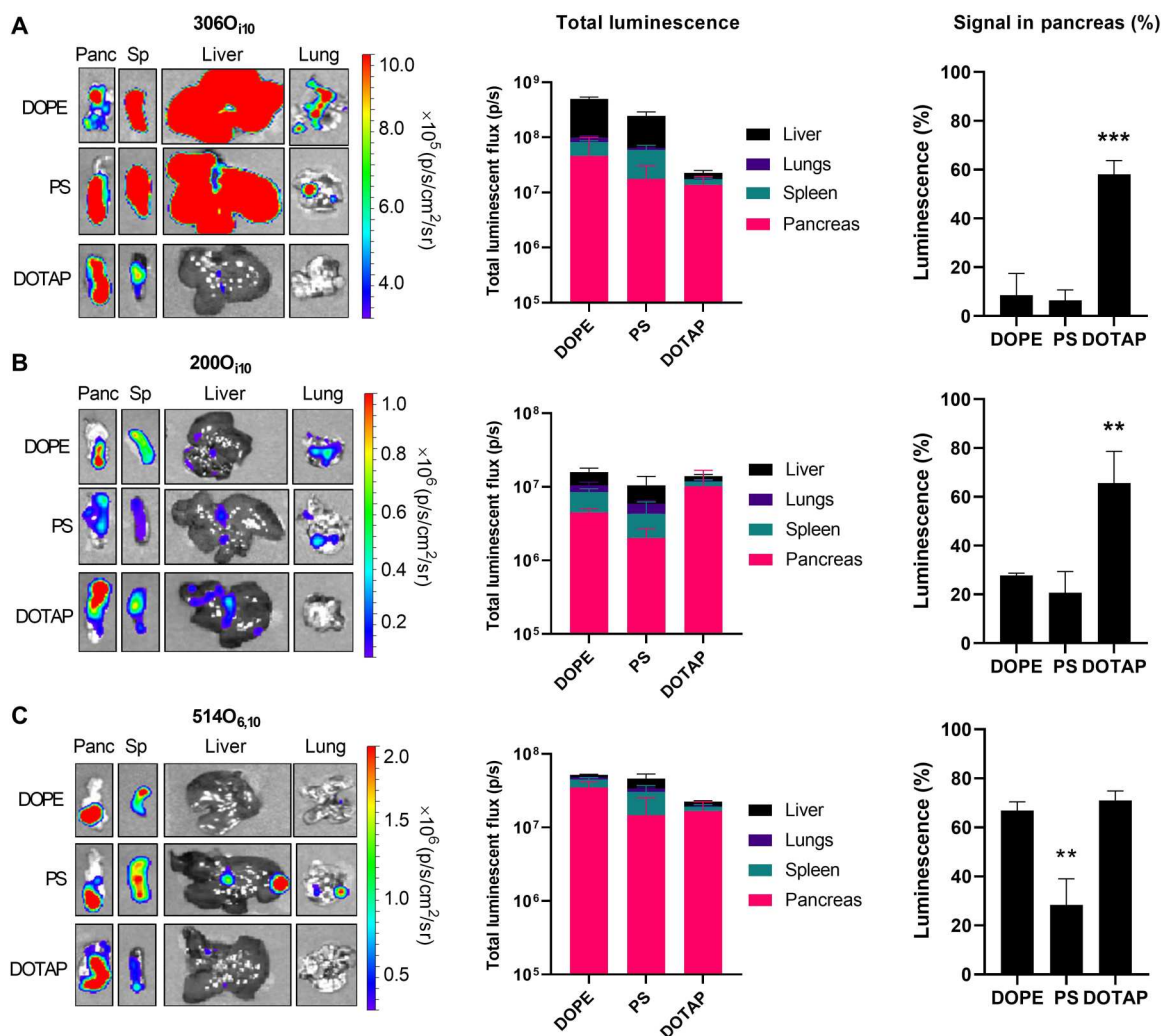 A
306Oi10
Panc Sp Liver Lung
DOPE
PS
DOTAP
10.0
8.0
6.0
4.0
×10⁵ (p/s/cm²/sr)
Total luminescence
Total luminescent flux (p/s)
10⁹
10⁸
10⁷
10⁶
10⁵
DOPE PS DOTAP
Liver
Lungs
Spleen
Pancreas
Signal in pancreas (%)
Luminescence (%)
100
80
60
40
20
0
***
DOPE PS DOTAP
B
200Oi10
Panc Sp Liver Lung
DOPE
PS
DOTAP
1.0
0.8
0.6
0.4
0.2
×10⁶ (p/s/cm²/sr)
Total luminescent flux (p/s)
10⁸
10⁷
10⁶
10⁵
DOPE PS DOTAP
Liver
Lungs
Spleen
Pancreas
Luminescence (%)
100
80
60
40
20
0
**
DOPE PS DOTAP
C
514O6,10
Panc Sp Liver Lung
DOPE
PS
DOTAP
2.0
1.5
1.0
0.5
×10⁶ (p/s/cm²/sr)
Total luminescent flux (p/s)
10⁸
10⁷
10⁶
10⁵
DOPE PS DOTAP
Liver
Lungs
Spleen
Pancreas
Luminescence (%)
100
80
60
40
20
0
**
DOPE PS DOTAP